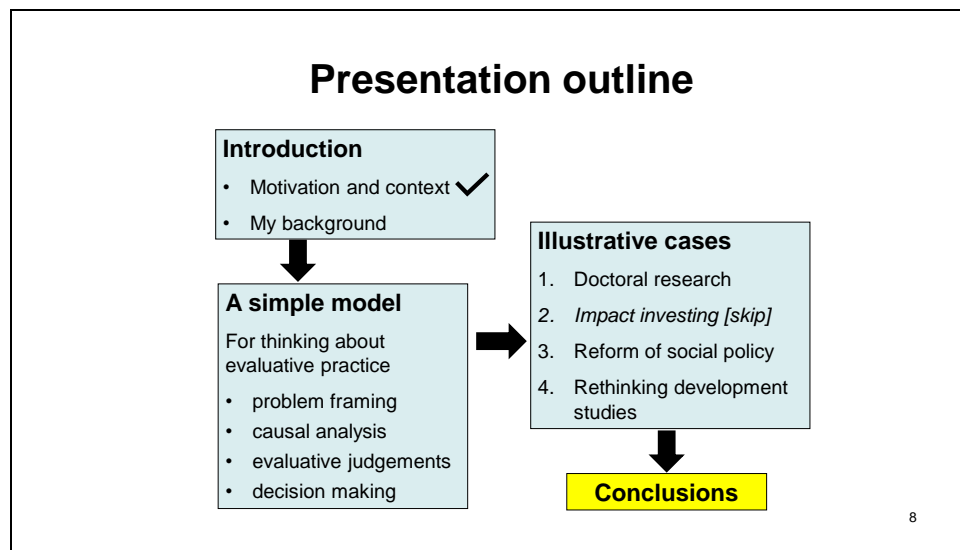 Presentation outline
Introduction
• Motivation and context ✓
• My background
A simple model
For thinking about
evaluative practice
• problem framing
• causal analysis
• evaluative judgements
• decision making
Illustrative cases
1. Doctoral research
2. Impact investing [skip]
3. Reform of social policy
4. Rethinking development
studies
Conclusions
8